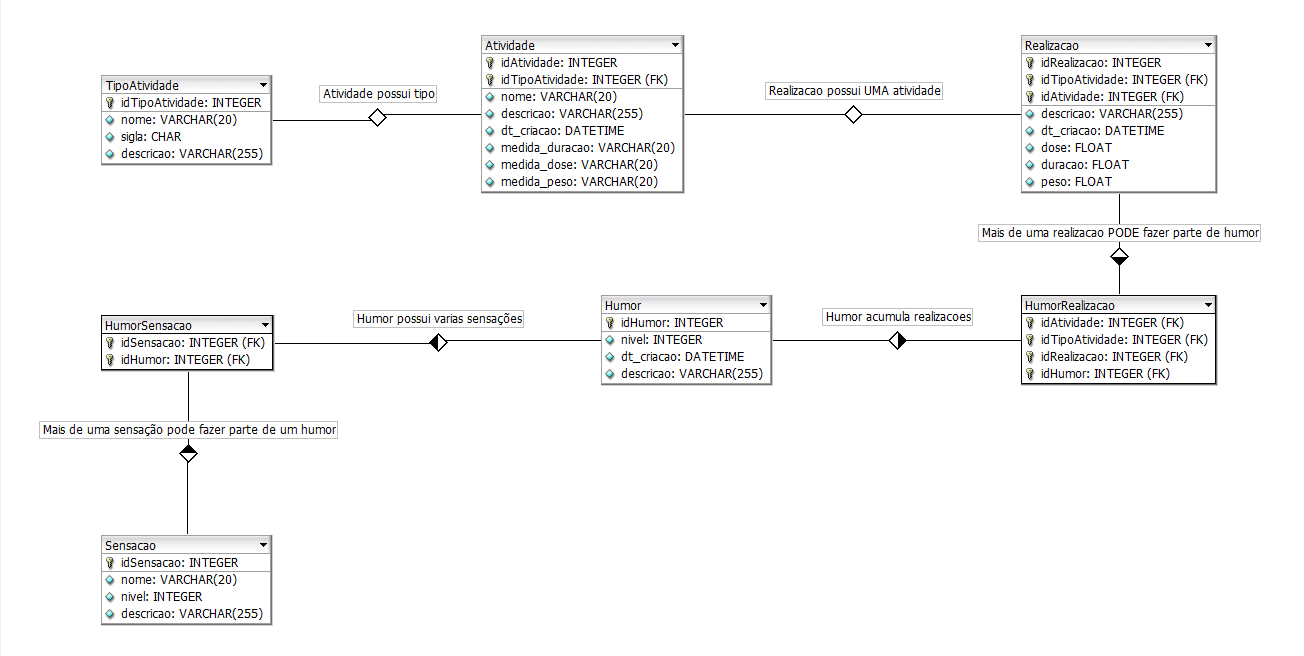 TipoAtividade
idTipoAtividade: INTEGER
nome: VARCHAR(20)
sigla: CHAR
descricao: VARCHAR(255)
Atividade possui tipo
Atividade
idAtividade: INTEGER
idTipoAtividade: INTEGER (FK)
nome: VARCHAR(20)
descricao: VARCHAR(255)
dt_criacao: DATETIME
medida_duracao: VARCHAR(20)
medida_dose: VARCHAR(20)
medida_peso: VARCHAR(20)
Realizacao possui UMA atividade
Realizacao
idRealizacao: INTEGER
idTipoAtividade: INTEGER (FK)
idAtividade: INTEGER (FK)
descricao: VARCHAR(255)
dt_criacao: DATETIME
dose: FLOAT
duracao: FLOAT
peso: FLOAT
Mais de uma realizacao PODE fazer parte de humor
HumorSensacao
idSensacao: INTEGER (FK)
idHumor: INTEGER (FK)
Humor possui varias sensações
Humor
idHumor: INTEGER
nivel: INTEGER
dt_criacao: DATETIME
descricao: VARCHAR(255)
Humor acumula realizacoes
HumorRealizacao
idAtividade: INTEGER (FK)
idTipoAtividade: INTEGER (FK)
idRealizacao: INTEGER (FK)
idHumor: INTEGER (FK)
Mais de uma sensação pode fazer parte de um humor
Sensacao
idSensacao: INTEGER
nome: VARCHAR(20)
nivel: INTEGER
descricao: VARCHAR(255)